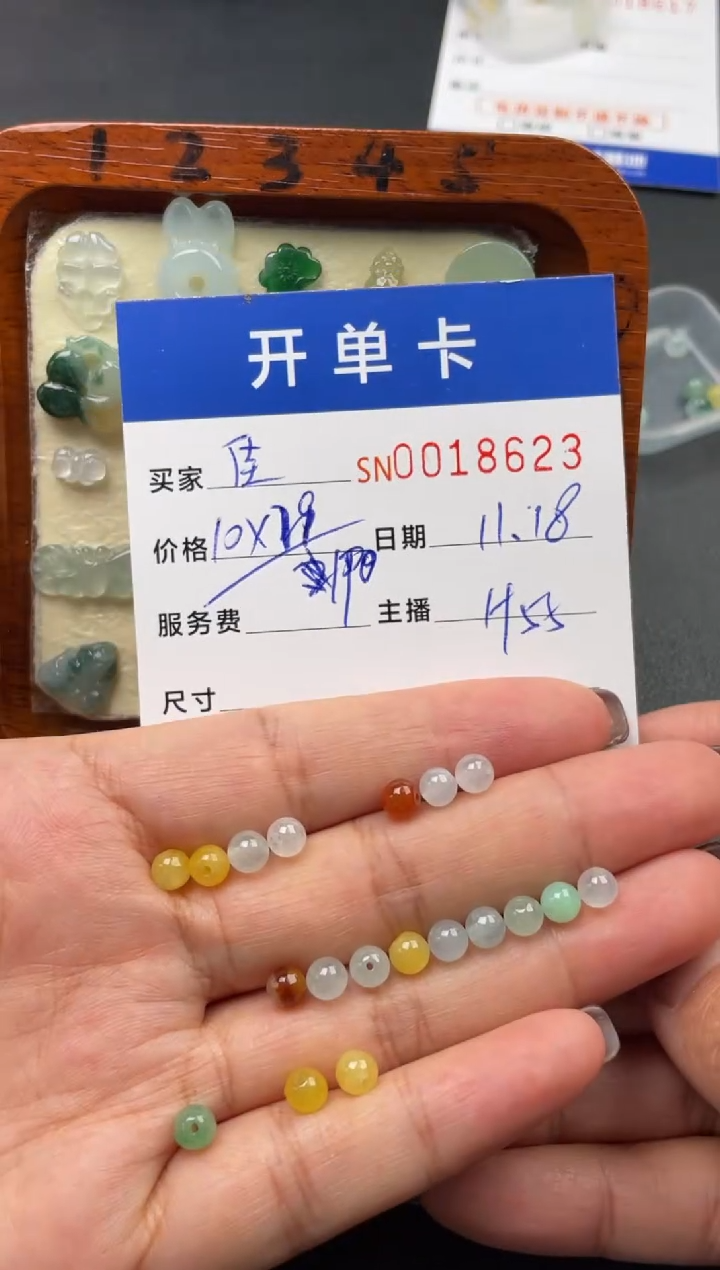 1 2 3 4 5
开单卡
买家 佳 SN0018623
价格 10X 日期 11.18
服务费 主播
尺寸